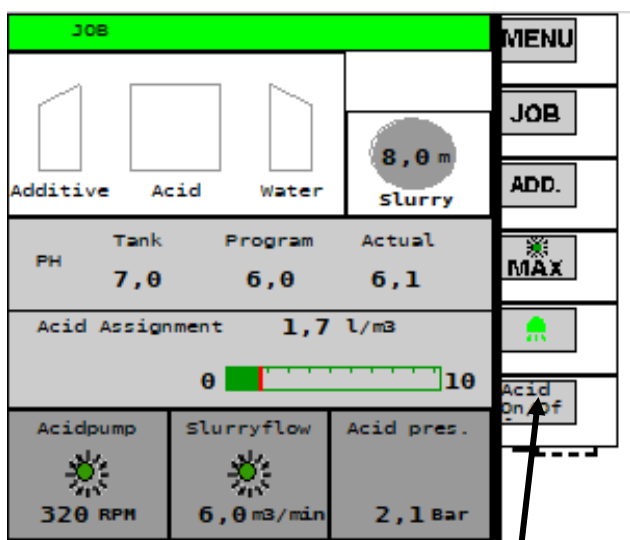 JOB
MENU
JOB
ADD.
MAX
Acid
On/Of
8,0 m
Slurry
Additive Acid Water
Tank Program Actual
PH
7,0 6,0 6,1
Acid Assignment 1,7 l/m3
0 10
Acidpump Slurryflow Acid pres.
320 RPM 6,0 m3/min 2,1 Bar